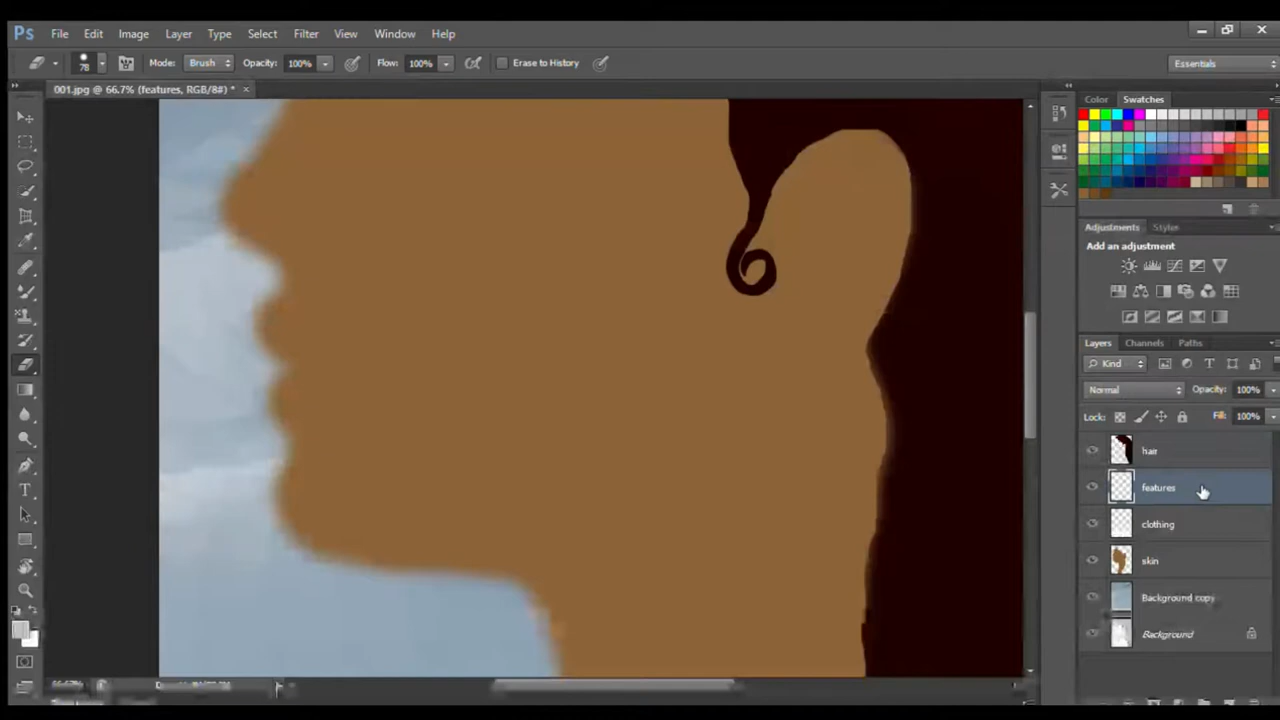 Ps File Edit Image Layer Type Select Filter View Window Help
78 Mode: Brush Opacity: 100% Flow: 100% Erase to History Essentials
001.jpg @ 66.7% (features, RGB/8#) * ×
Color Swatches
Adjustments Styles
Add an adjustment
Layers Channels Paths
Kind
Normal Opacity: 100%
Lock: Fill: 100%
hair
features
clothing
skin
Background copy
Background